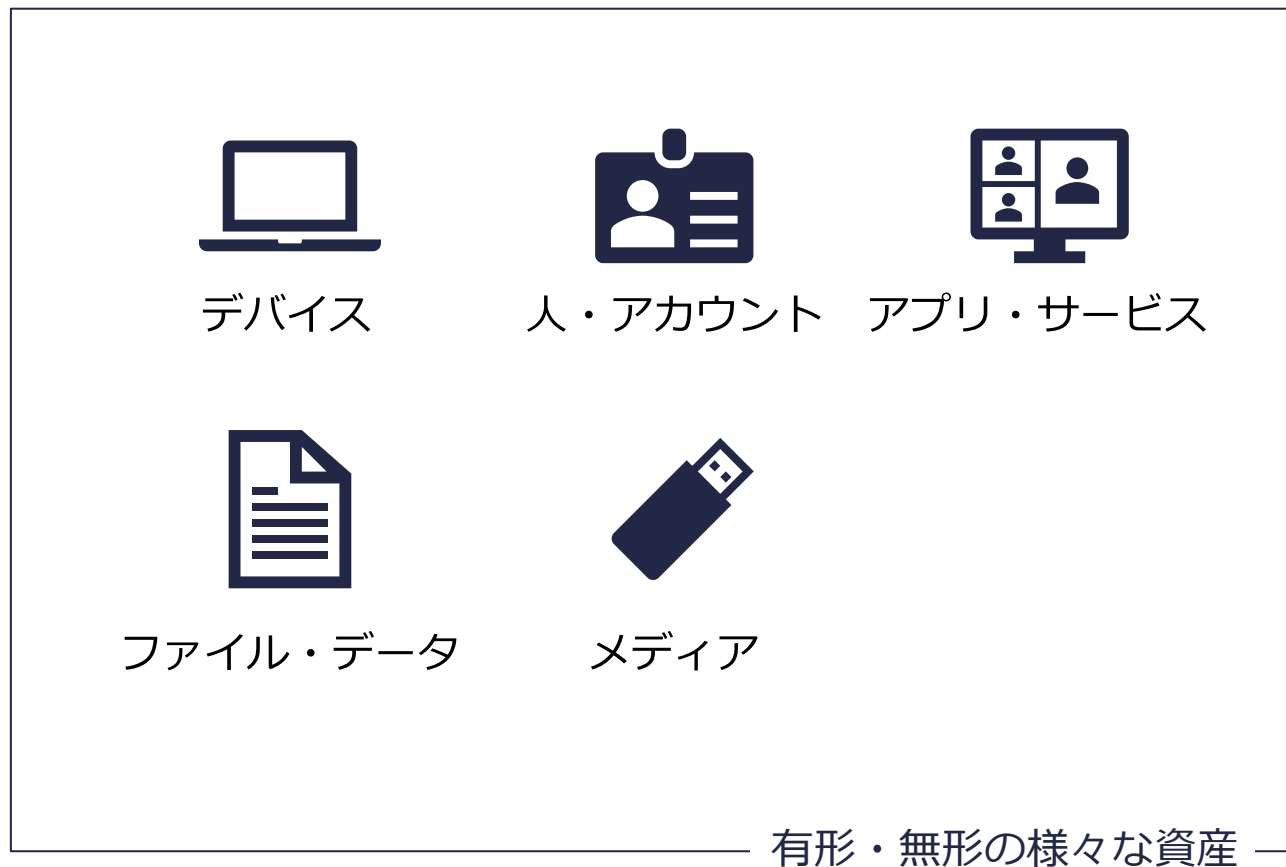 デバイス
人・アカウント
アプリ・サービス
ファイル・データ
メディア
有形・無形の様々な資産